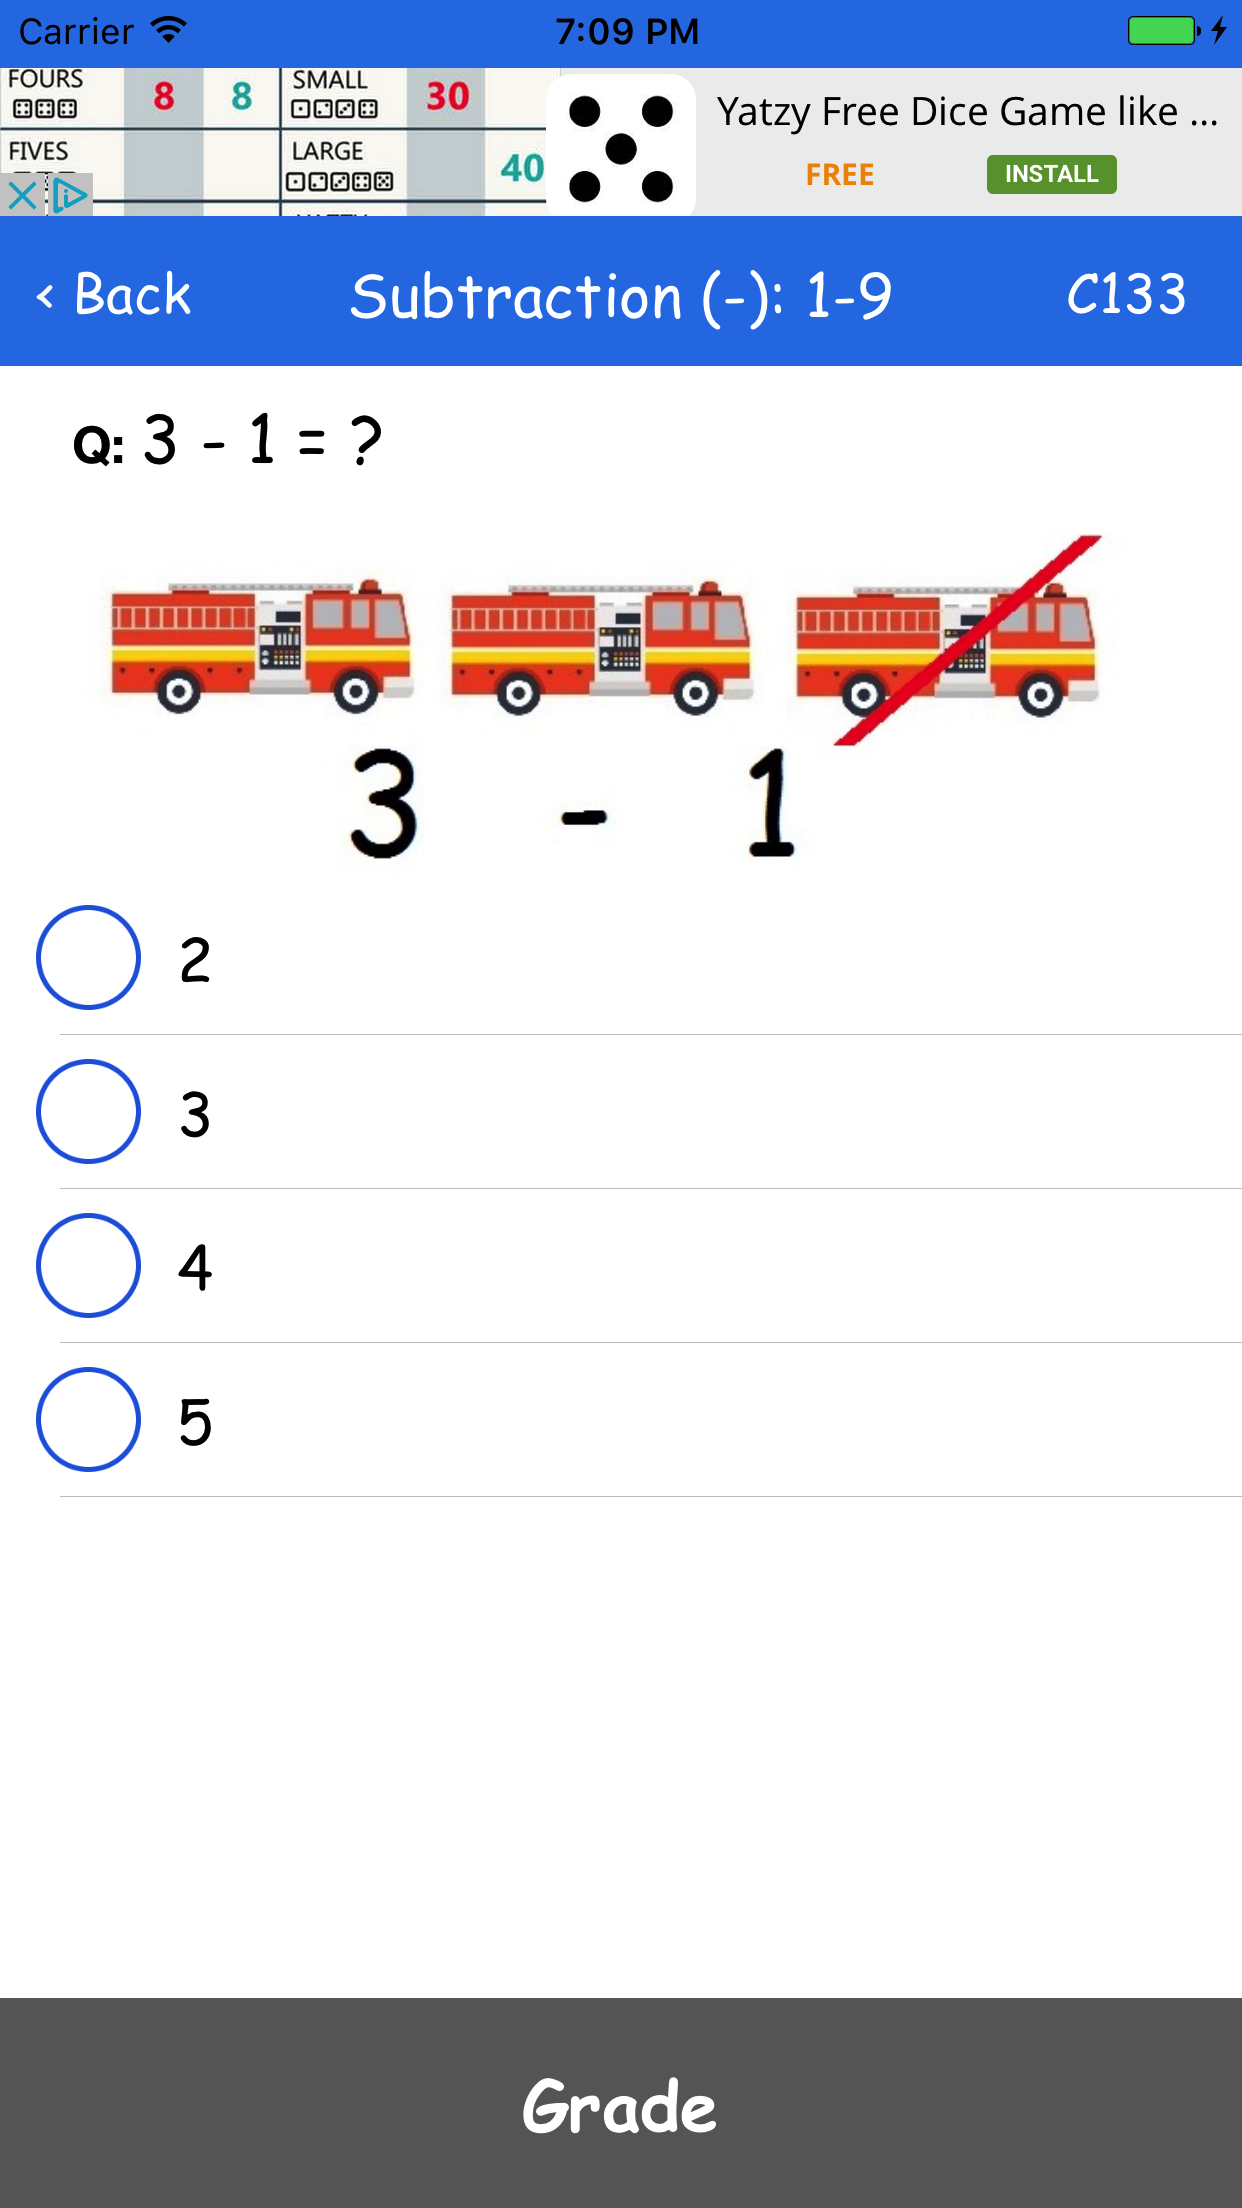 Carrier
7:09 PM
FOURS 8 8 SMALL 30
FIVES LARGE 40
Yatzy Free Dice Game like ...
FREE INSTALL
< Back
Subtraction (-): 1-9
C133
Q: 3 - 1 = ?
3 - 1
2
3
4
5
Grade